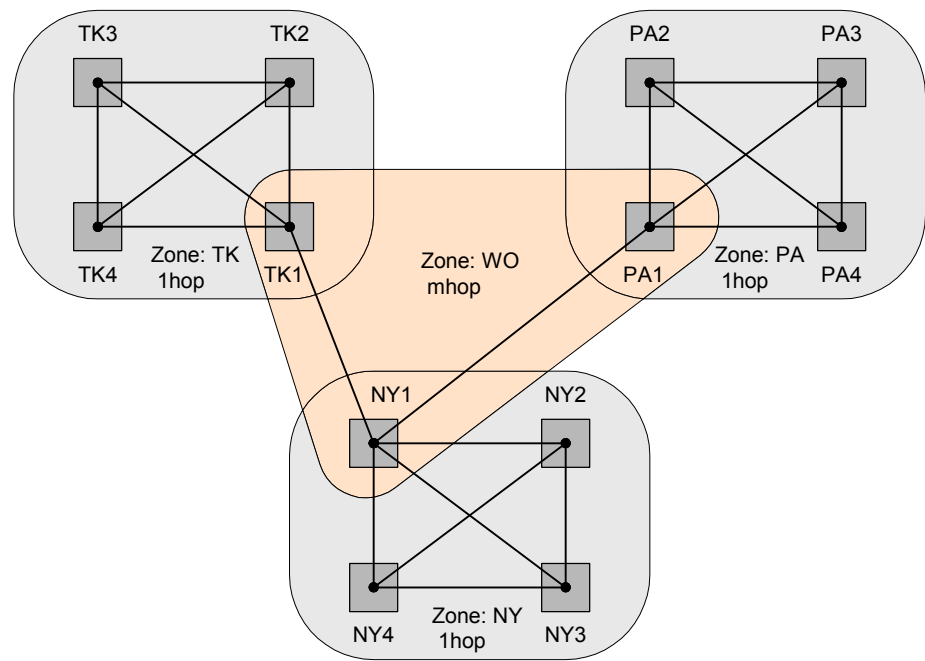 TK3
TK2
PA2
PA3
Zone: TK
1hop
TK4
TK1
Zone: WO
mhop
Zone: PA
1hop
PA1
PA4
NY1
NY2
Zone: NY
1hop
NY4
NY3